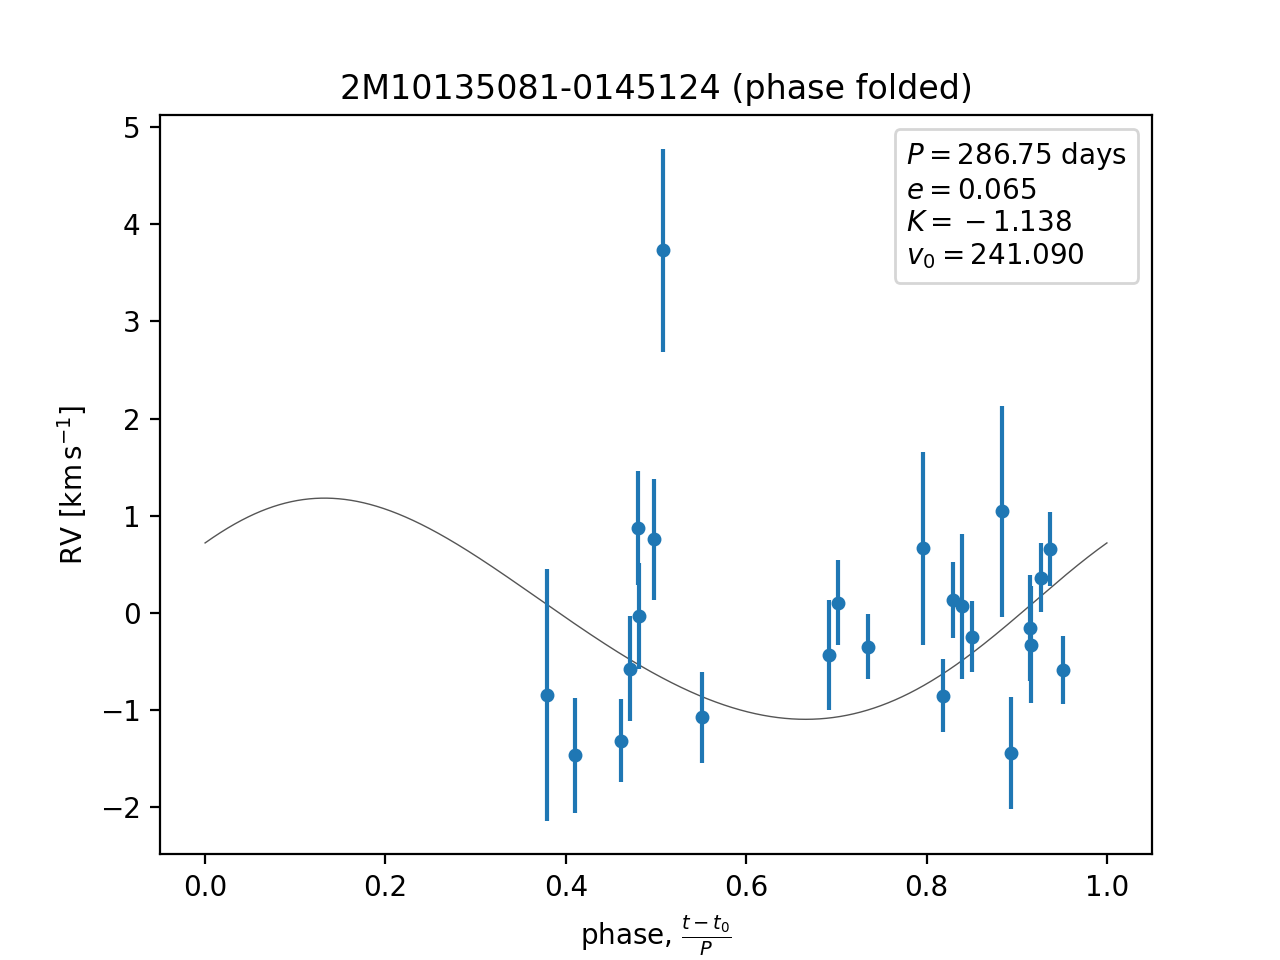 2M10135081-0145124 (phase folded)
P = 286.75 days
e = 0.065
K = −1.138
v₀ = 241.090
5
4
3
2
1
0
−1
−2
RV [km s⁻¹]
0.0 0.2 0.4 0.6 0.8 1.0
phase, (t − t₀)/P